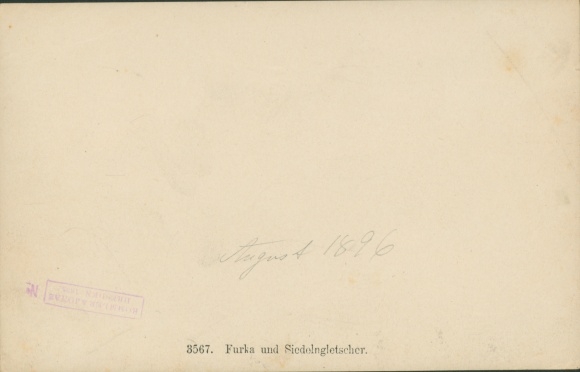 August 1896
3567. Furka und Siedelngletscher.